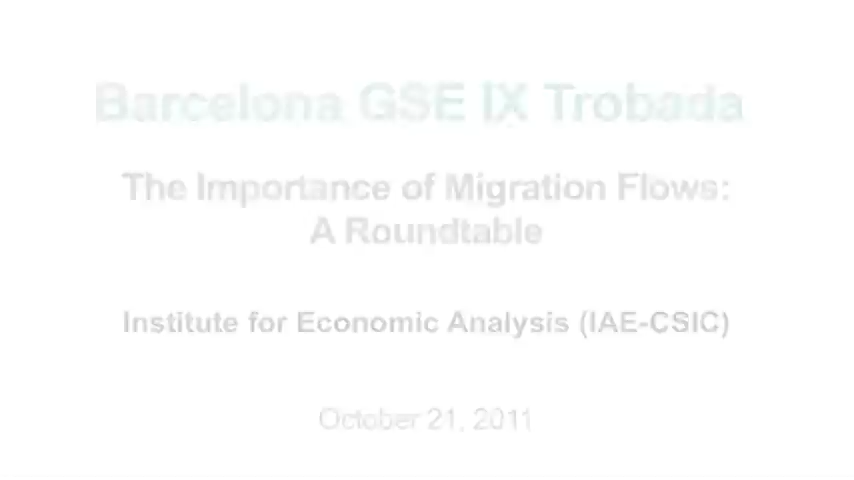 Barcelona GSE IX Trobada
The Importance of Migration Flows:
A Roundtable
Institute for Economic Analysis (IAE-CSIC)
October 21, 2011